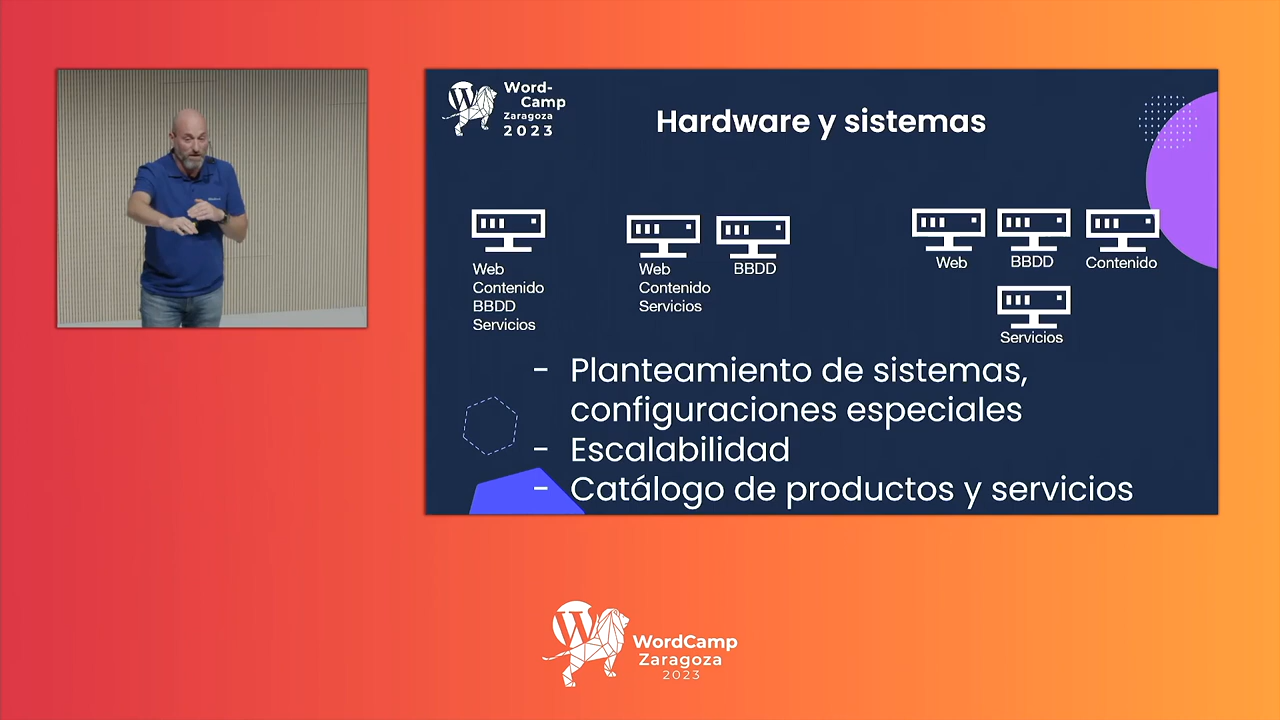 Word-
Camp
Zaragoza
2023
Hardware y sistemas
Web
Contenido
BBDD
Servicios
Web
Contenido
Servicios
BBDD
Web
BBDD
Contenido
Servicios
- Planteamiento de sistemas,
configuraciones especiales
- Escalabilidad
- Catálogo de productos y servicios
WordCamp
Zaragoza
2023